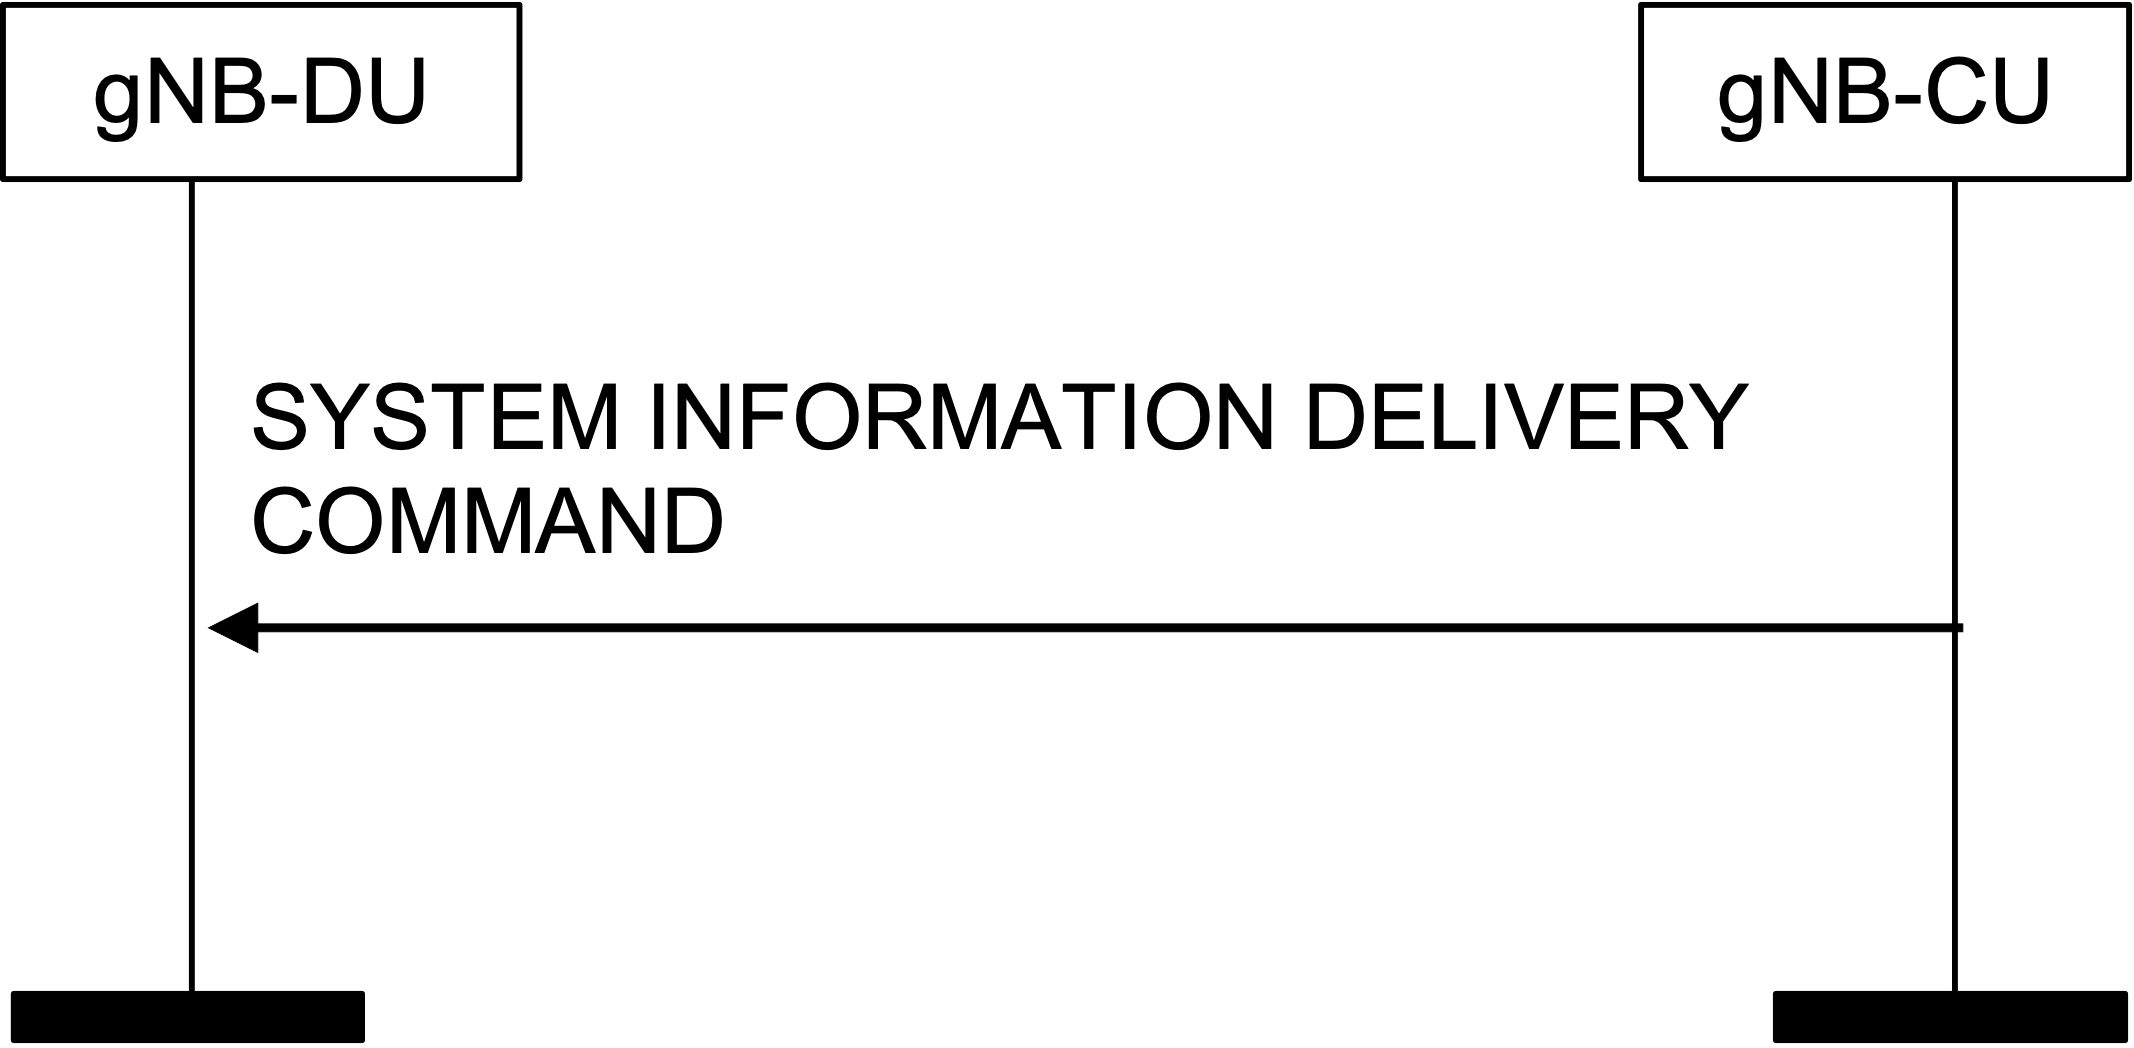 gNB-DU
gNB-CU
SYSTEM INFORMATION DELIVERY
COMMAND